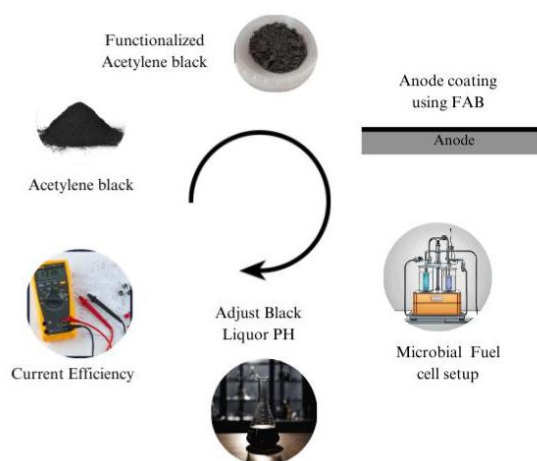 Functionalized
Acetylene black
Anode coating
using FAB
Anode
Acetylene black
Adjust Black
Liquor PH
Microbial Fuel
cell setup
Current Efficiency